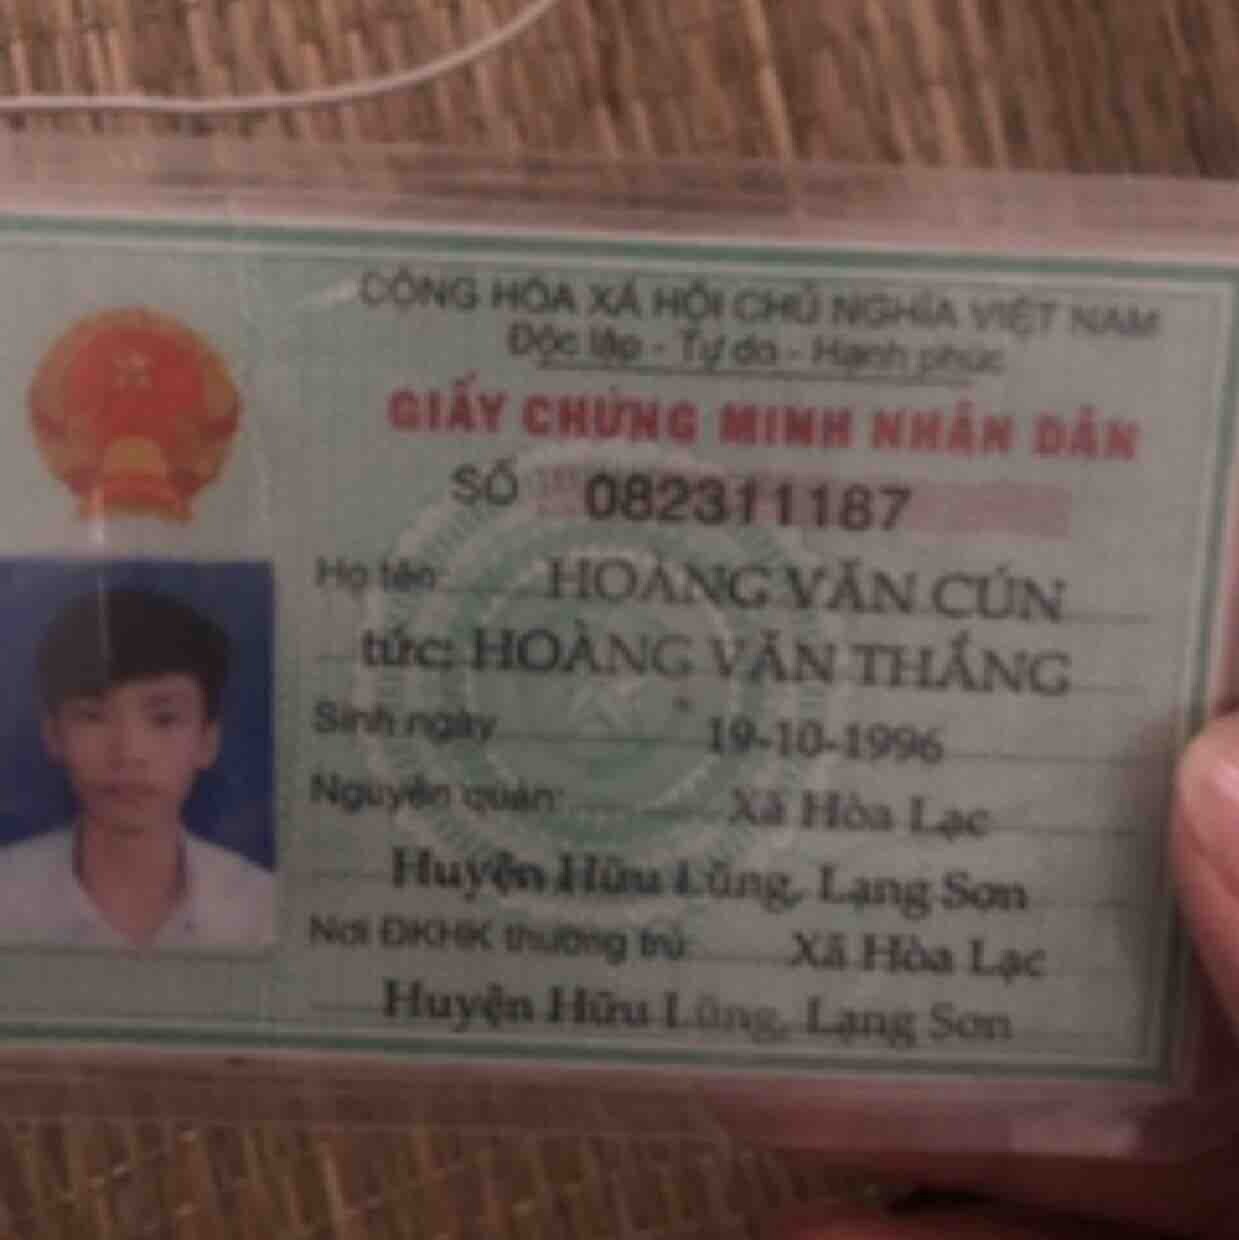 CỘNG HÒA XÃ HỘI CHỦ NGHĨA VIỆT NAM
Độc lập - Tự do - Hạnh phúc
GIẤY CHỨNG MINH NHÂN DÂN
SỐ 082311187
Họ tên: HOÀNG VĂN CÚN
tức: HOÀNG VĂN THẮNG
Sinh ngày 19-10-1996
Nguyên quán: Xã Hòa Lạc
Huyện Hữu Lũng, Lạng Sơn
Nơi ĐKHK thường trú: Xã Hòa Lạc
Huyện Hữu Lũng, Lạng Sơn